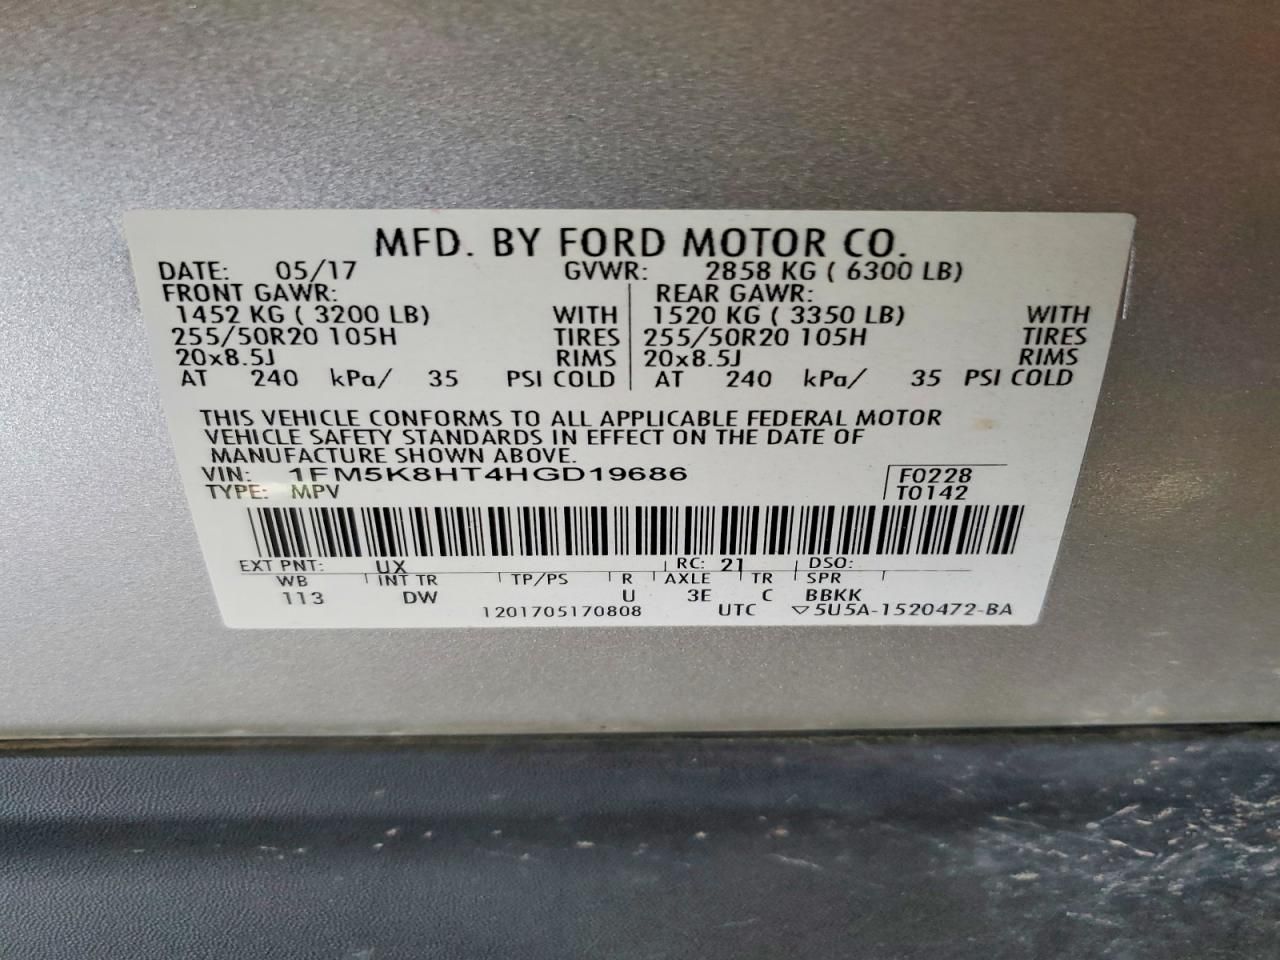 MFD. BY FORD MOTOR CO.
DATE: 05/17 GVWR: 2858 KG ( 6300 LB)
FRONT GAWR: REAR GAWR:
1452 KG ( 3200 LB) WITH 1520 KG ( 3350 LB) WITH
255/50R20 105H TIRES 255/50R20 105H TIRES
20x8.5J RIMS 20x8.5J RIMS
AT 240 kPa/ 35 PSI COLD AT 240 kPa/ 35 PSI COLD
THIS VEHICLE CONFORMS TO ALL APPLICABLE FEDERAL MOTOR
VEHICLE SAFETY STANDARDS IN EFFECT ON THE DATE OF
MANUFACTURE SHOWN ABOVE.
VIN: 1FM5K8HT4HGD19686 F0228
TYPE: MPV T0142
EXT PNT: UX RC: 21 DSO:
WB INT TR TP/PS R AXLE TR SPR
113 DW U 3E C BBKK
1201705170808 UTC ▽5U5A-1520472-BA